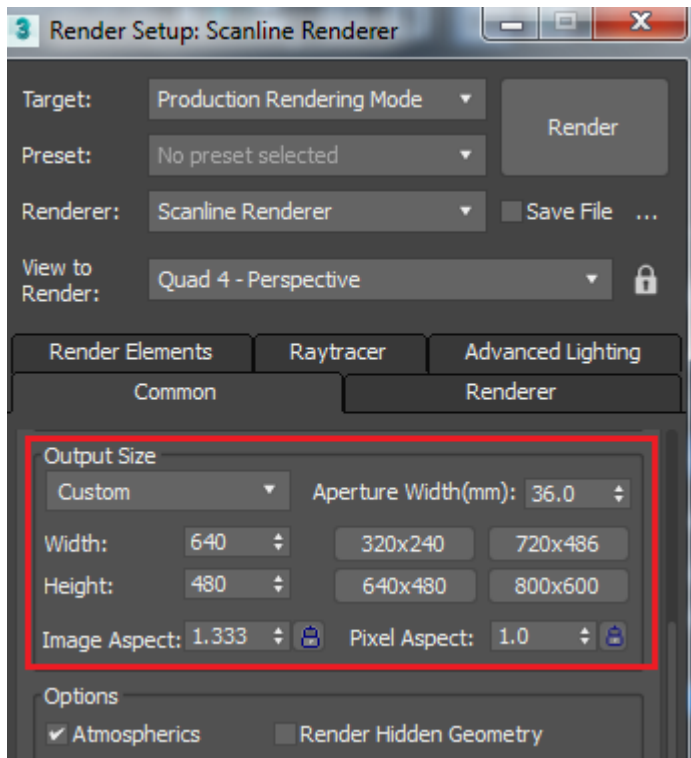 3 Render Setup: Scanline Renderer
Target: Production Rendering Mode
Render
Preset: No preset selected
Renderer: Scanline Renderer Save File ...
View to
Render: Quad 4 - Perspective
Render Elements Raytracer Advanced Lighting
Common Renderer
Output Size
Custom Aperture Width(mm): 36.0
Width: 640 320x240 720x486
Height: 480 640x480 800x600
Image Aspect: 1.333 Pixel Aspect: 1.0
Options
Atmospherics Render Hidden Geometry